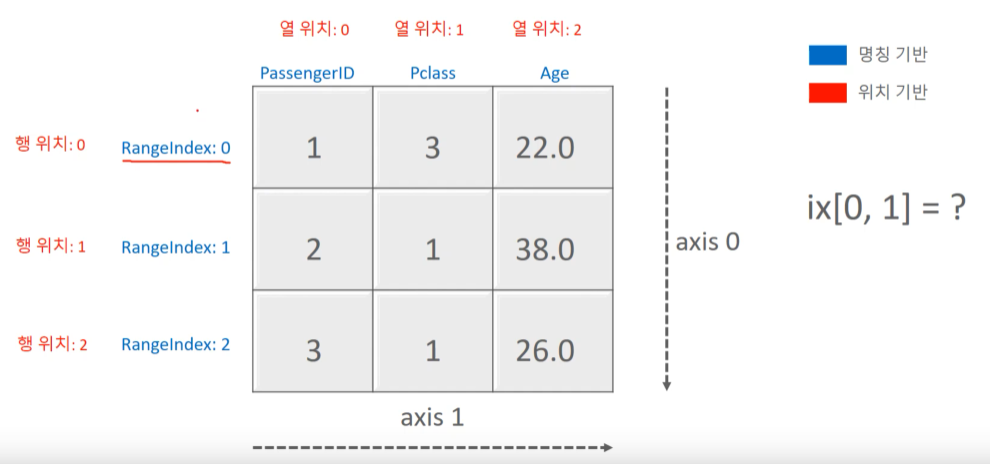 열 위치: 0 열 위치: 1 열 위치: 2
PassengerID Pclass Age
행 위치: 0 RangeIndex: 0 1 3 22.0
행 위치: 1 RangeIndex: 1 2 1 38.0
행 위치: 2 RangeIndex: 2 3 1 26.0
axis 1
axis 0
명칭 기반
위치 기반
ix[0, 1] = ?